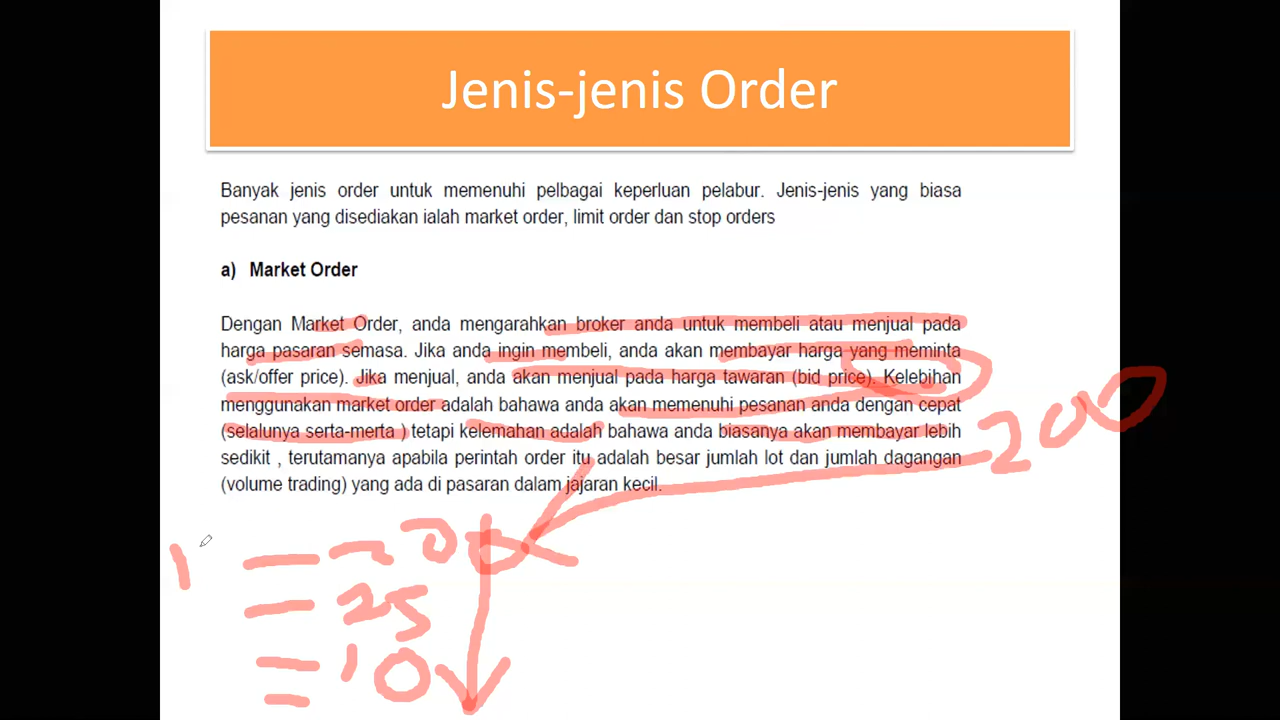 Jenis-jenis Order
Banyak jenis order untuk memenuhi pelbagai keperluan pelabur. Jenis-jenis yang biasa
pesanan yang disediakan ialah market order, limit order dan stop orders
a) Market Order
Dengan Market Order, anda mengarahkan broker anda untuk membeli atau menjual pada
harga pasaran semasa. Jika anda ingin membeli, anda akan membayar harga yang meminta
(ask/offer price). Jika menjual, anda akan menjual pada harga tawaran (bid price). Kelebihan
menggunakan market order adalah bahawa anda akan memenuhi pesanan anda dengan cepat
(selalunya serta-merta ) tetapi kelemahan adalah bahawa anda biasanya akan membayar lebih
sedikit , terutamanya apabila perintah order itu adalah besar jumlah lot dan jumlah dagangan
(volume trading) yang ada di pasaran dalam jajaran kecil.
200
1
25
10